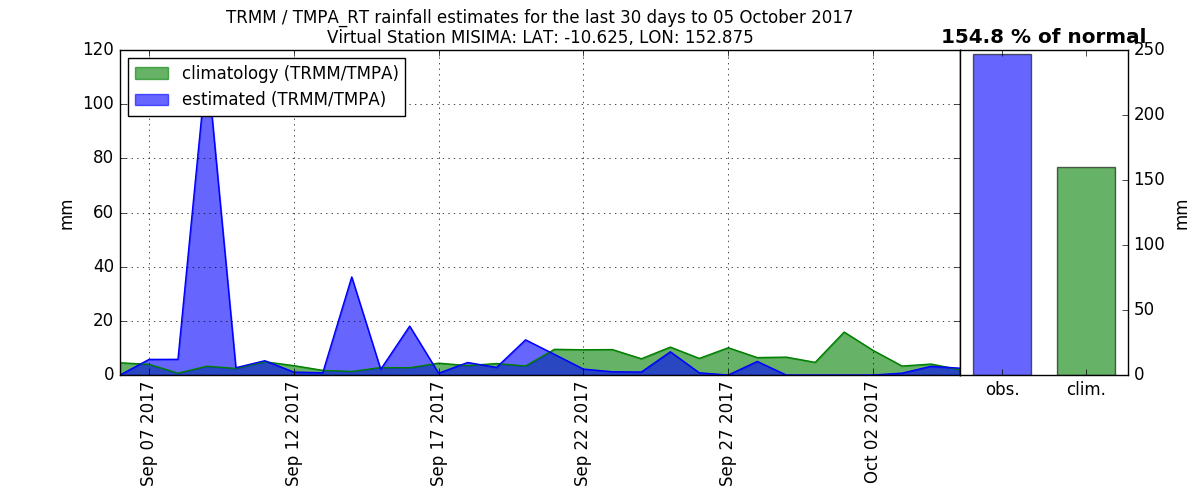 TRMM / TMPA_RT rainfall estimates for the last 30 days to 05 October 2017
Virtual Station MISIMA: LAT: -10.625, LON: 152.875
154.8 % of normal
climatology (TRMM/TMPA)
estimated (TRMM/TMPA)
120
100
80
60
40
20
0
mm
Sep 07 2017
Sep 12 2017
Sep 17 2017
Sep 22 2017
Sep 27 2017
Oct 02 2017
obs.
clim.
250
200
150
100
50
0
mm